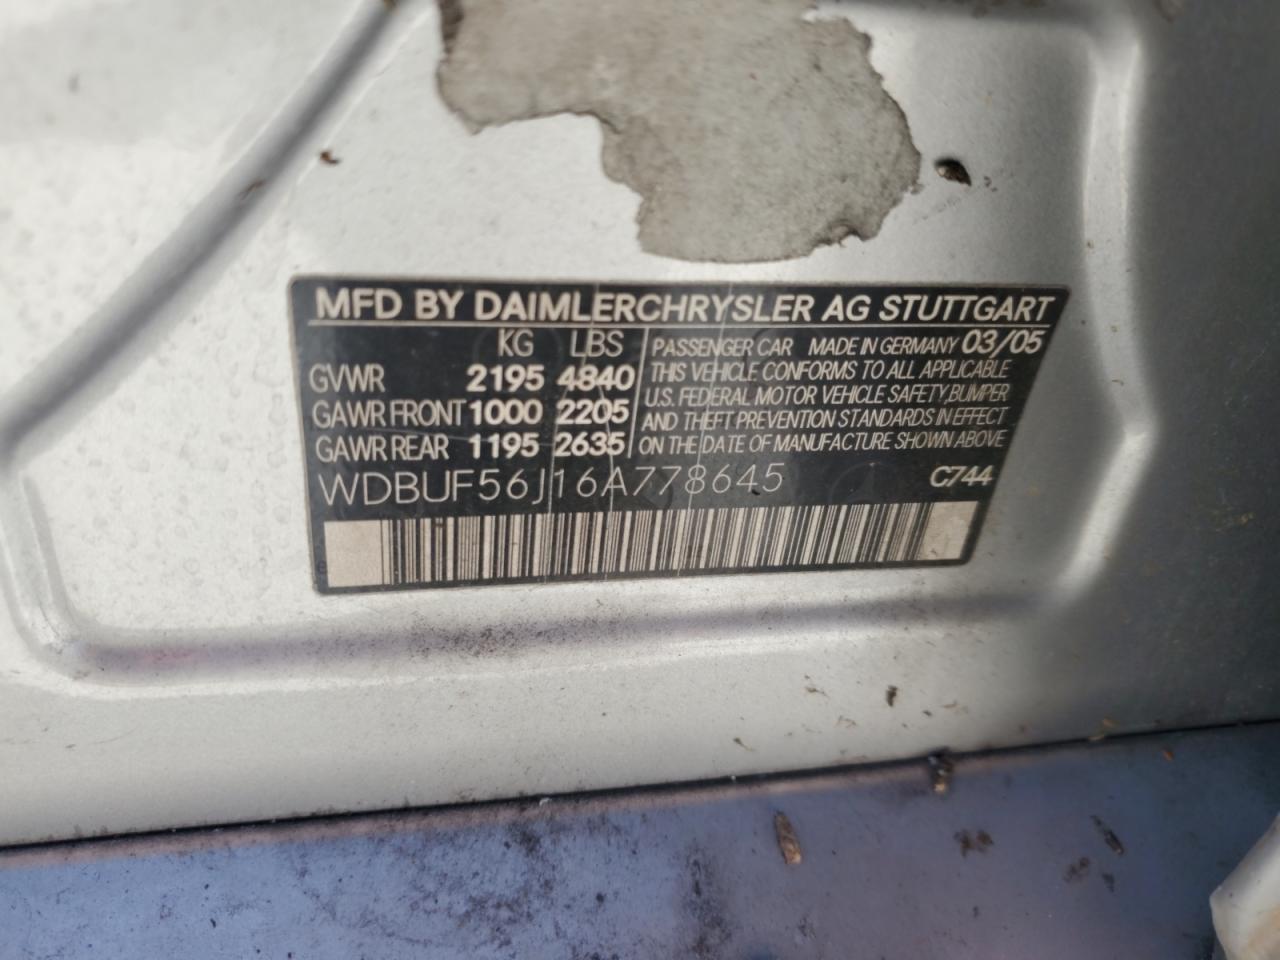 MFD BY DAIMLERCHRYSLER AG STUTTGART
KG LBS
GVWR 2195 4840
GAWR FRONT 1000 2205
GAWR REAR 1195 2635
PASSENGER CAR MADE IN GERMANY 03/05
THIS VEHICLE CONFORMS TO ALL APPLICABLE
U.S. FEDERAL MOTOR VEHICLE SAFETY, BUMPER
AND THEFT PREVENTION STANDARDS IN EFFECT
ON THE DATE OF MANUFACTURE SHOWN ABOVE
WDBUF56J16A778645 C744